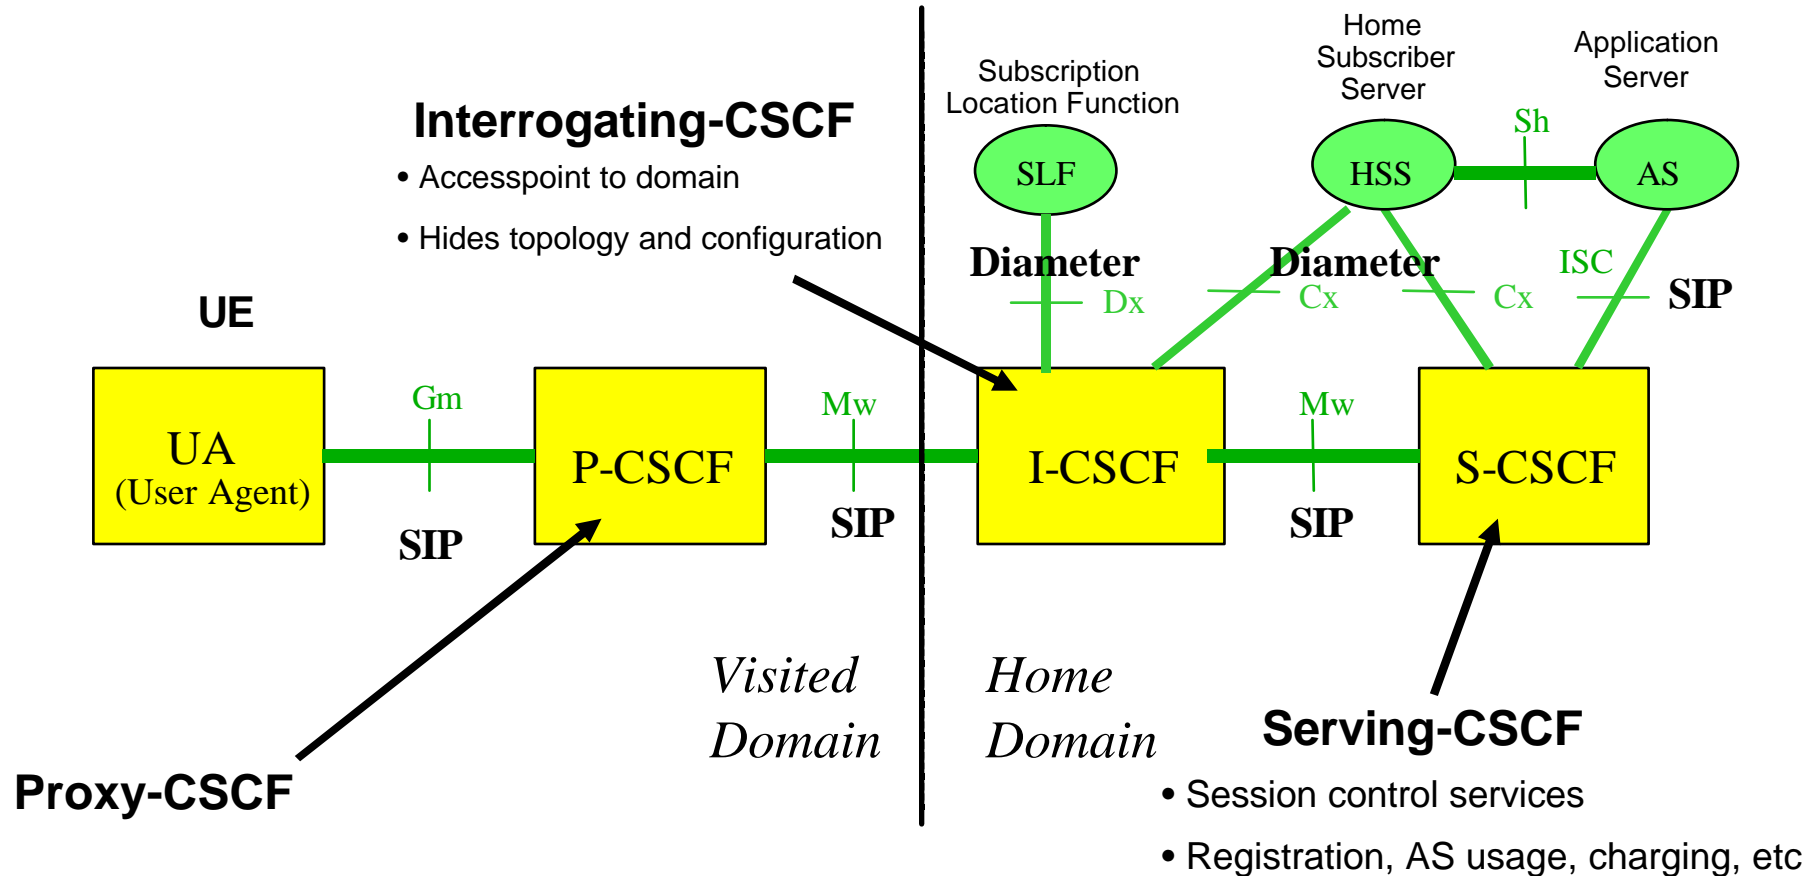 Home
Subscriber
Server
Application
Server
Subscription
Location Function
Interrogating-CSCF
• Accesspoint to domain
• Hides topology and configuration
SLF
HSS
Sh
AS
Diameter
Dx
Diameter
Cx
Cx
ISC
SIP
UE
UA
(User Agent)
Gm
SIP
P-CSCF
Mw
SIP
I-CSCF
Mw
SIP
S-CSCF
Visited
Domain
Home
Domain
Proxy-CSCF
Serving-CSCF
• Session control services
• Registration, AS usage, charging, etc